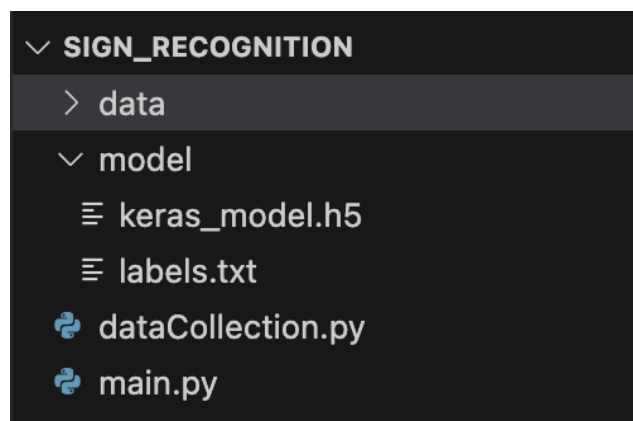 SIGN_RECOGNITION
data
model
keras_model.h5
labels.txt
dataCollection.py
main.py